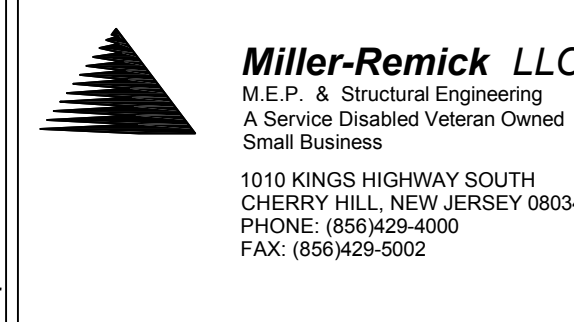 Miller-Remick LLC
M.E.P. & Structural Engineering
A Service Disabled Veteran Owned
Small Business
1010 KINGS HIGHWAY SOUTH
CHERRY HILL, NEW JERSEY 08034
PHONE: (856)429-4000
FAX: (856)429-5002